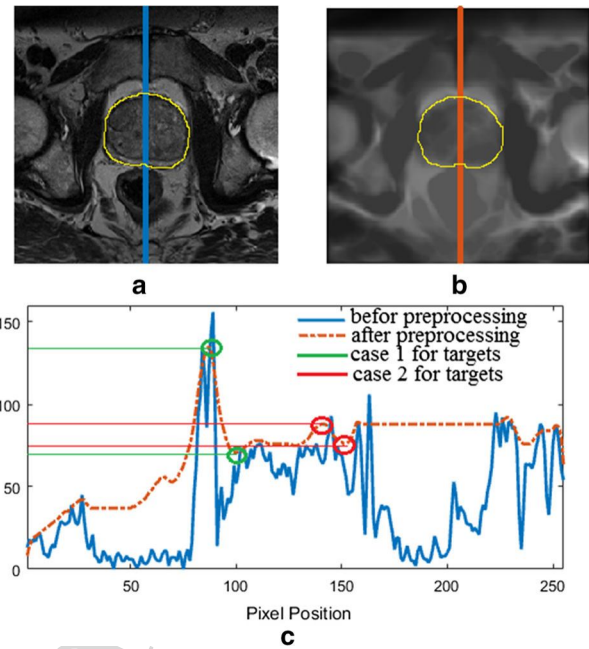 a
b
150
100
50
0
befor preprocessing
after preprocessing
case 1 for targets
case 2 for targets
50
100
150
200
250
Pixel Position
c